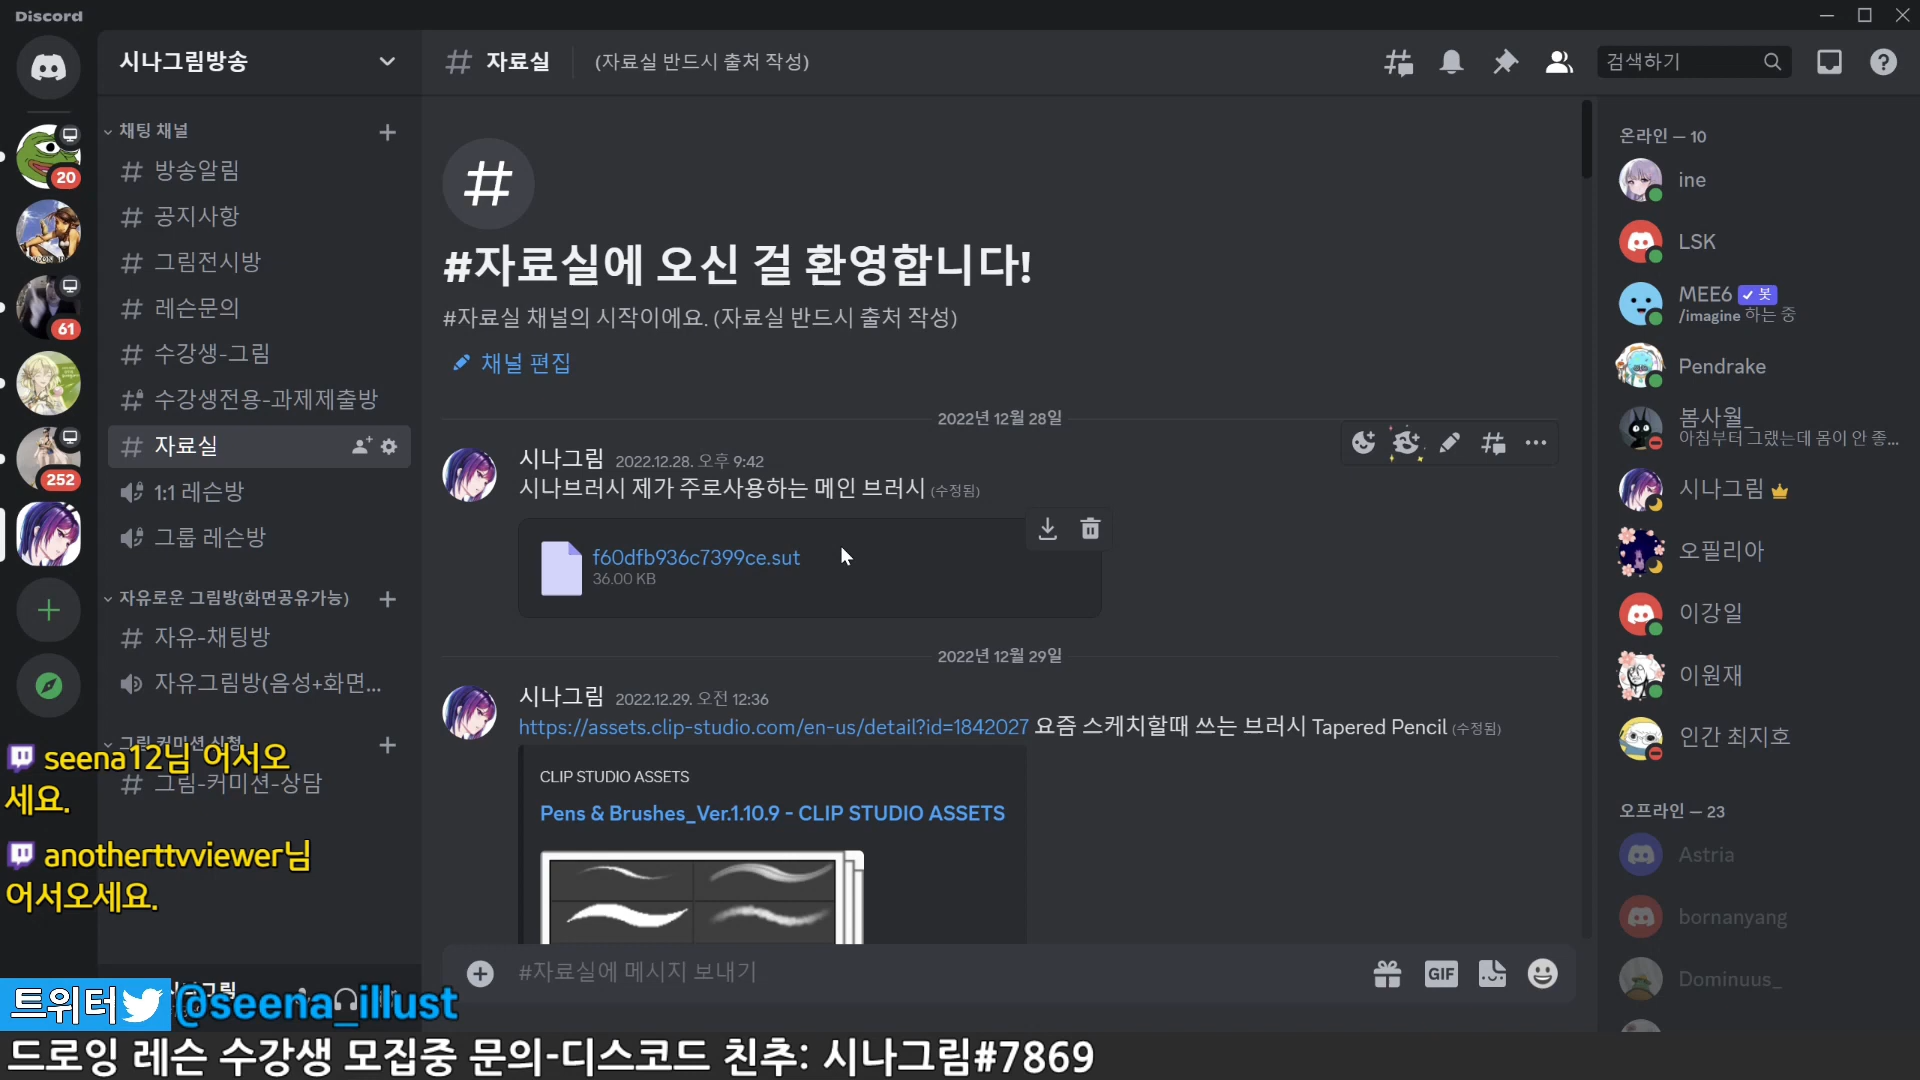 Discord
시나그림방송
자료실
(자료실 반드시 출처 작성)
검색하기
20
61
252
채팅 채널
방송알림
공지사항
그림전시방
레슨문의
수강생-그림
수강생전용-과제제출방
자료실
1:1 레슨방
그룹 레슨방
자유로운 그림방(화면공유가능)
자유-채팅방
자유그림방(음성+화면...
그림 커미션 신청
그림-커미션-상담
seena12님 어서오
세요.
anotherttvviewer님
어서오세요.
#자료실에 오신 걸 환영합니다!
#자료실 채널의 시작이에요. (자료실 반드시 출처 작성)
채널 편집
2022년 12월 28일
시나그림 2022.12.28. 오후 9:42
시나브러시 제가 주로사용하는 메인 브러시 (수정됨)
f60dfb936c7399ce.sut
36.00 KB
2022년 12월 29일
시나그림 2022.12.29. 오전 12:36
https://assets.clip-studio.com/en-us/detail?id=1842027 요즘 스케치할때 쓰는 브러시 Tapered Pencil (수정됨)
CLIP STUDIO ASSETS
Pens & Brushes_Ver.1.10.9 - CLIP STUDIO ASSETS
#자료실에 메시지 보내기
GIF
온라인 — 10
ine
LSK
MEE6 봇
/imagine 하는 중
Pendrake
봄사월_
아침부터 그랬는데 몸이 안 좋...
시나그림
오필리아
이강일
이원재
인간 최지호
오프라인 — 23
Astria
bornanyang
Dominuus_
트위터 @seena_illust
드로잉 레슨 수강생 모집중 문의-디스코드 친추: 시나그림#7869